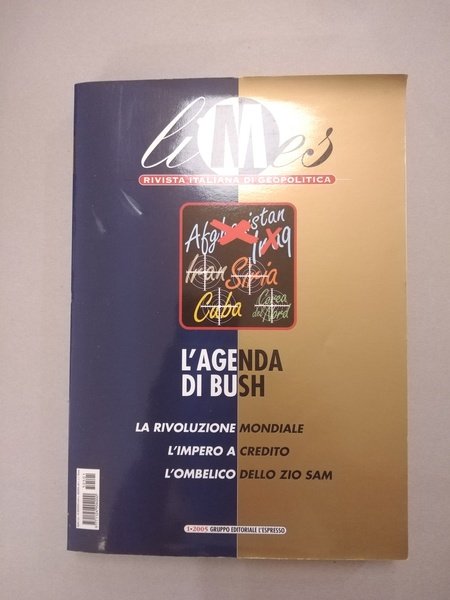 liMes
RIVISTA ITALIANA DI GEOPOLITICA
Afghanistan
Iraq
Iran Siria
Cuba Corea
del Nord
L'AGENDA
DI BUSH
LA RIVOLUZIONE MONDIALE
L'IMPERO A CREDITO
L'OMBELICO DELLO ZIO SAM
1•2005 GRUPPO EDITORIALE L'ESPRESSO